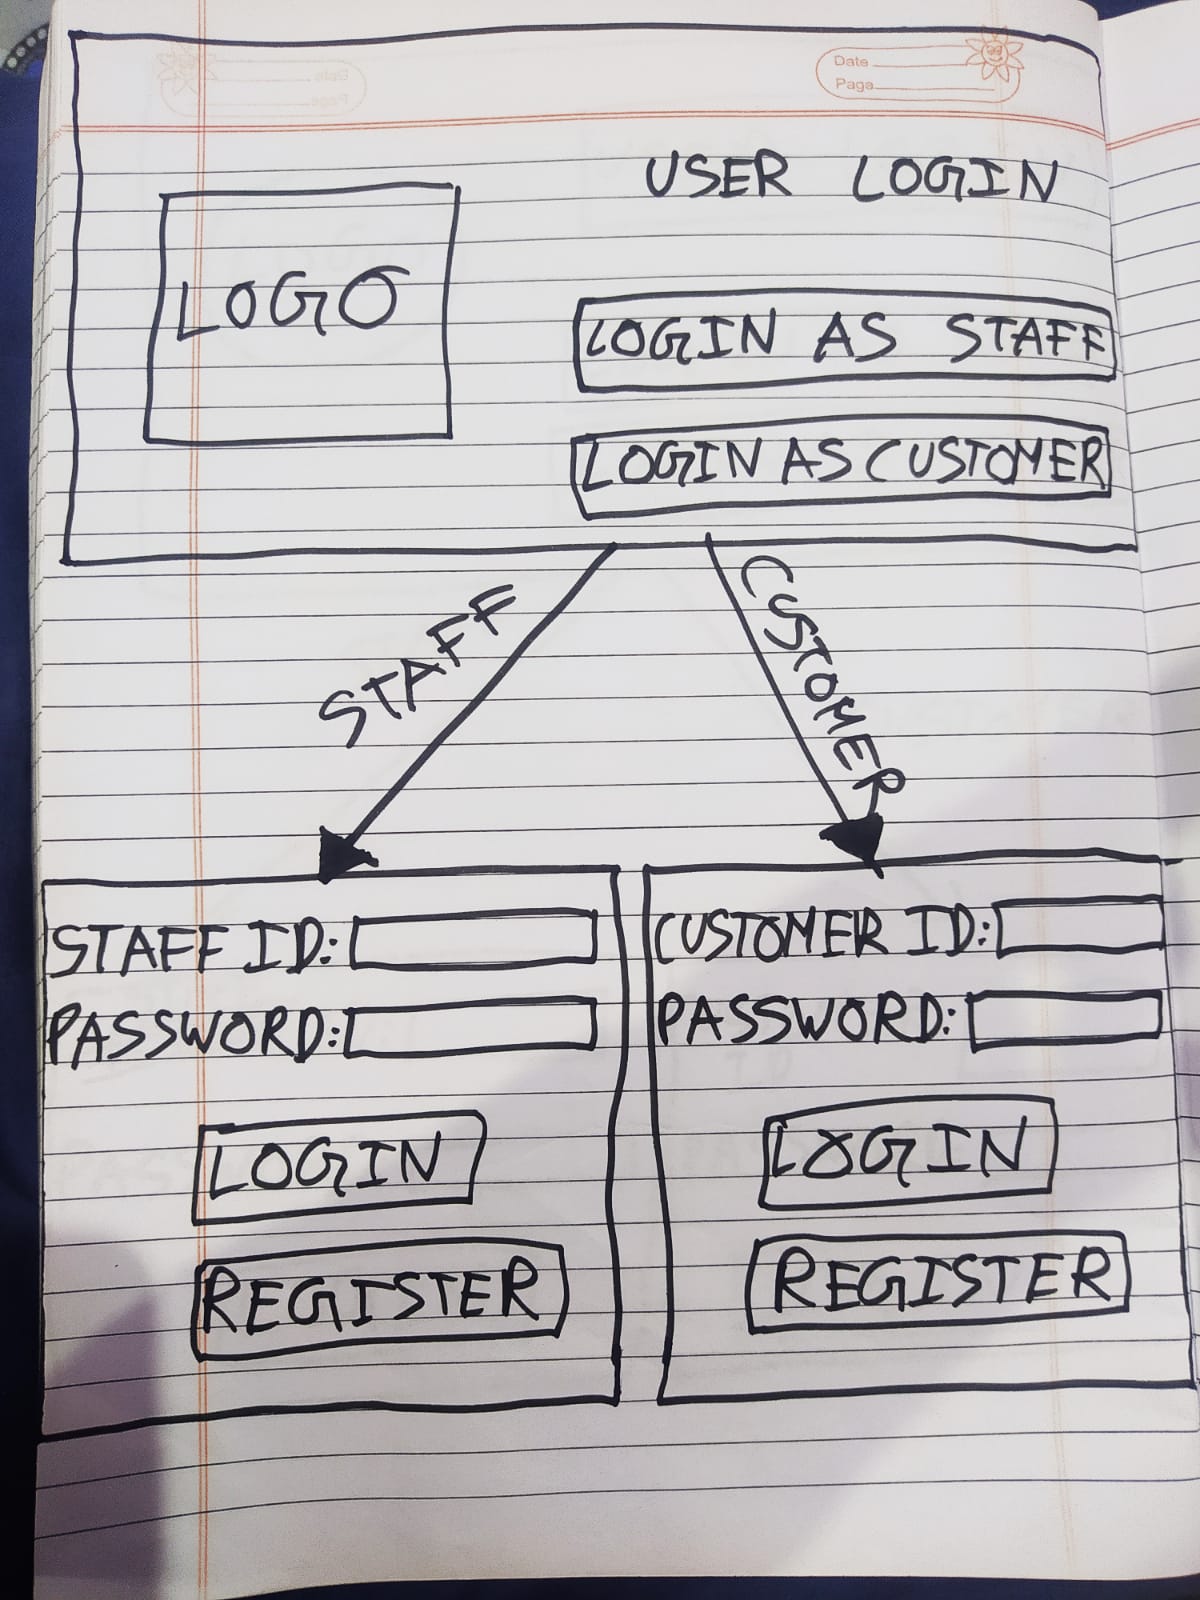 Date
Page
USER LOGIN
LOGO
LOGIN AS STAFF
LOGIN AS CUSTOMER
STAFF
CUSTOMER
STAFF ID:
PASSWORD:
LOGIN
REGISTER
CUSTOMER ID:
PASSWORD:
LOGIN
REGISTER